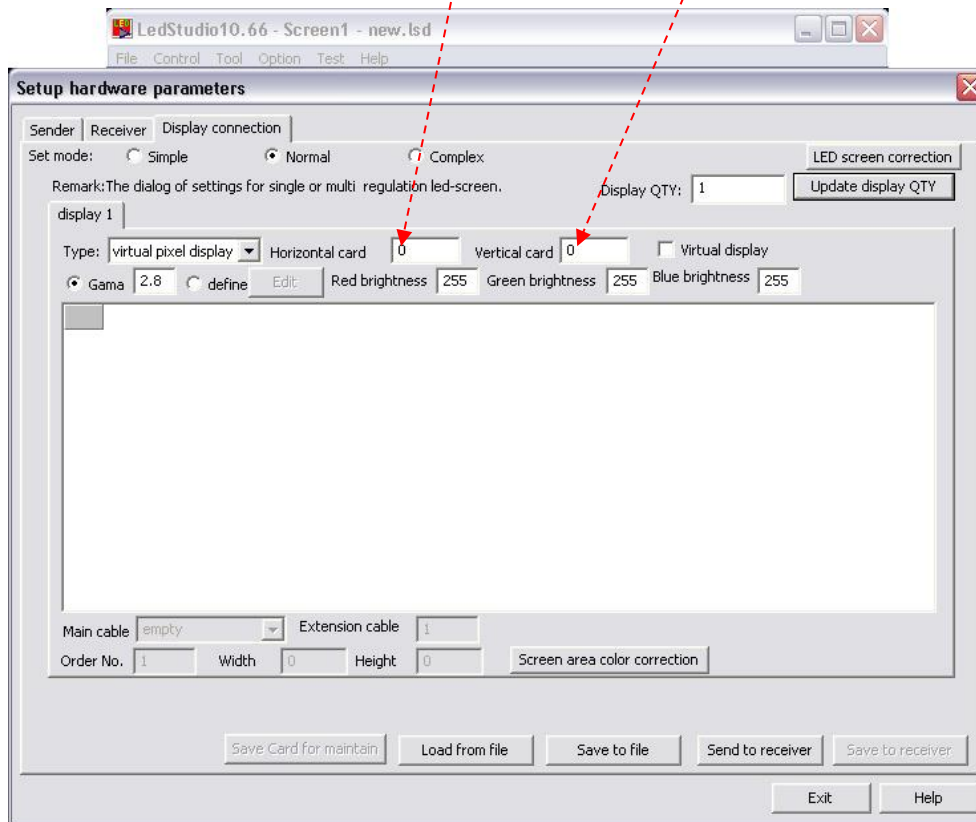 LedStudio10.66 - Screen1 - new.lsd
File Control Tool Option Test Help
Setup hardware parameters
Sender Receiver Display connection
Set mode: Simple Normal Complex LED screen correction
Remark:The dialog of settings for single or multi regulation led-screen. Display QTY: 1 Update display QTY
display 1
Type: virtual pixel display Horizontal card 0 Vertical card 0 Virtual display
Gama 2.8 define Edit Red brightness 255 Green brightness 255 Blue brightness 255
Main cable empty Extension cable 1
Order No. 1 Width 0 Height 0 Screen area color correction
Save Card for maintain Load from file Save to file Send to receiver Save to receiver
Exit Help